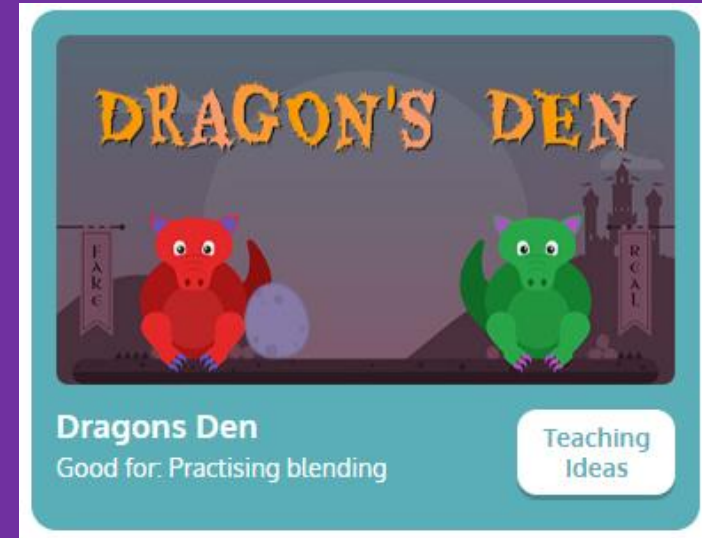 DRAGON'S DEN
FAKE
REAL
Dragons Den
Good for: Practising blending
Teaching
Ideas